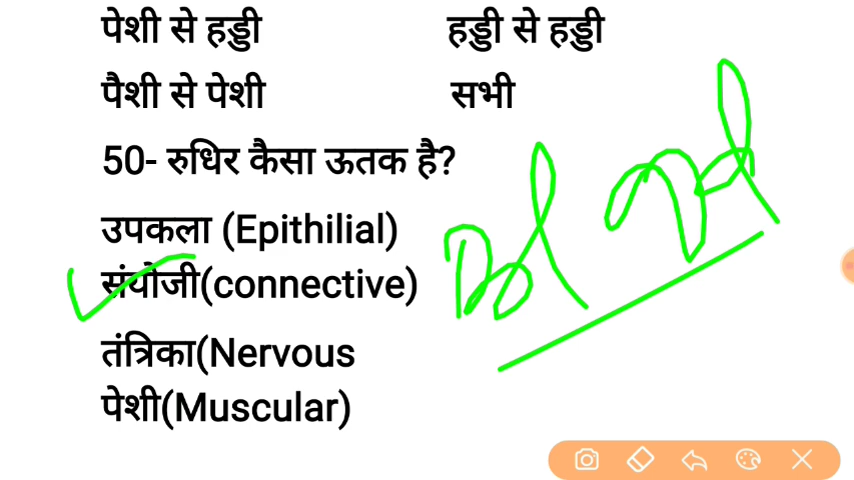 पेशी से हड्डी हड्डी से हड्डी
पैशी से पेशी सभी
50- रुधिर कैसा ऊतक है?
उपकला (Epithilial)
संयोजी(connective)
तंत्रिका(Nervous
पेशी(Muscular)